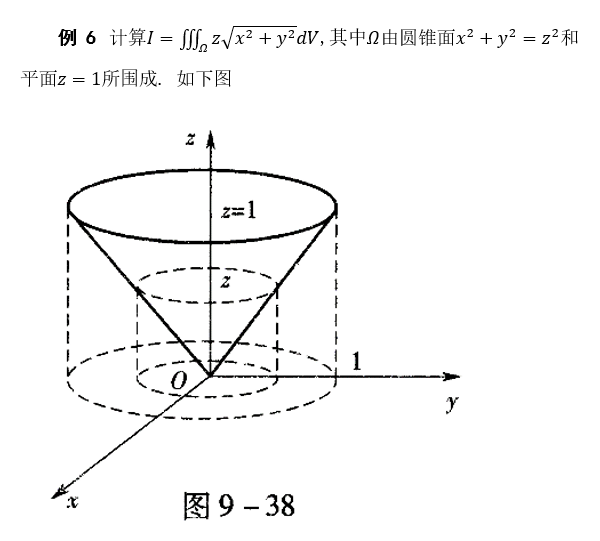 例 6 计算I = ∭_Ω z√(x² + y²)dV, 其中Ω由圆锥面x² + y² = z²和
平面z = 1所围成. 如下图
z
z=1
z
1
O
y
x
图 9 - 38